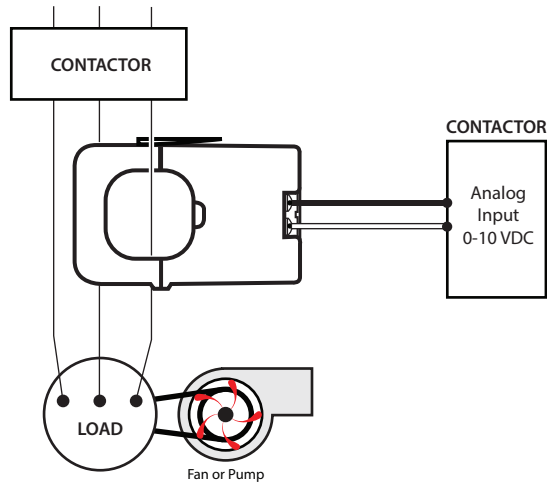 CONTACTOR
CONTACTOR
Analog
Input
0-10 VDC
LOAD
Fan or Pump